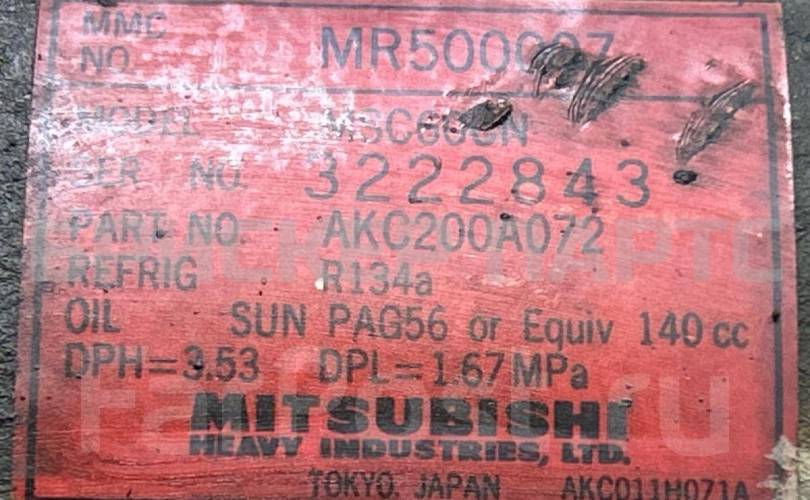 MMC
NO. MR500
MODEL
SER NO. 3222843
PART NO. AKC200A072
REFRIG R134a
OIL SUN PAG56 or Equiv 140 cc
DPH=3.53 DPL=1.67 MPa
MITSUBISHI
HEAVY INDUSTRIES, LTD.
TOKYO, JAPAN AKC011H071A